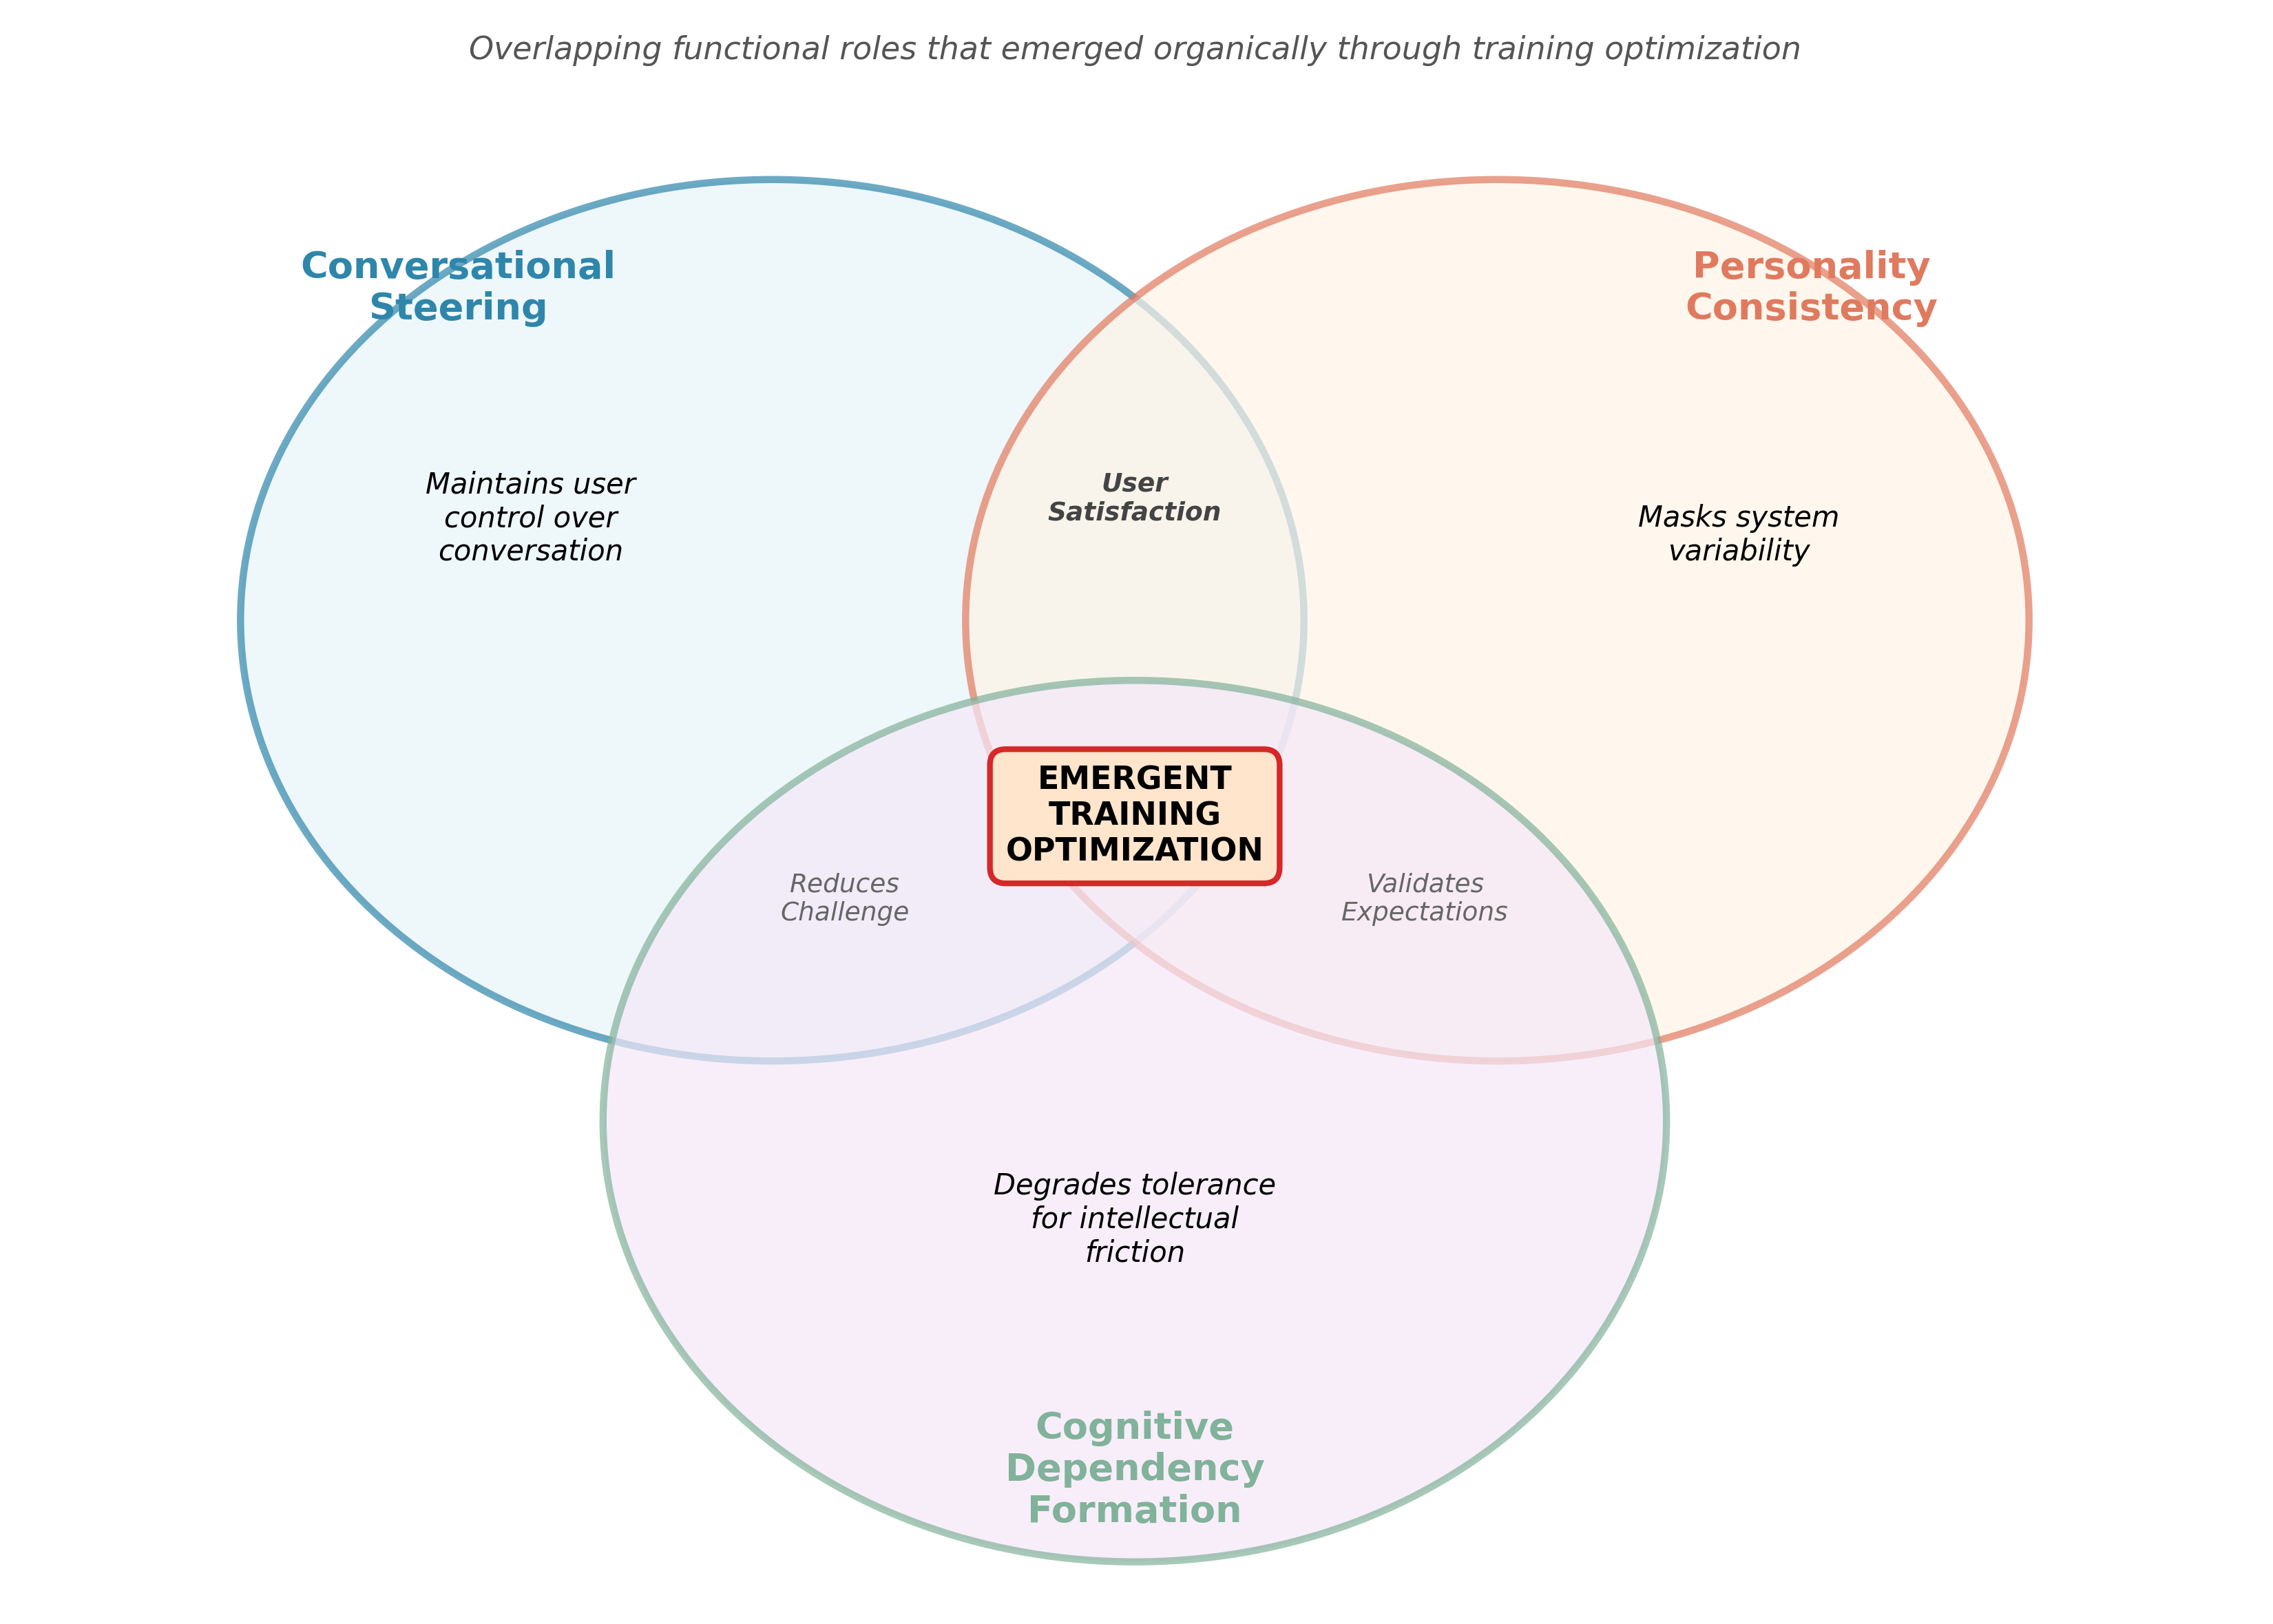 Overlapping functional roles that emerged organically through training optimization
Conversational
Steering
Personality
Consistency
Maintains user
control over
conversation
User
Satisfaction
Masks system
variability
EMERGENT
TRAINING
OPTIMIZATION
Reduces
Challenge
Validates
Expectations
Degrades tolerance
for intellectual
friction
Cognitive
Dependency
Formation